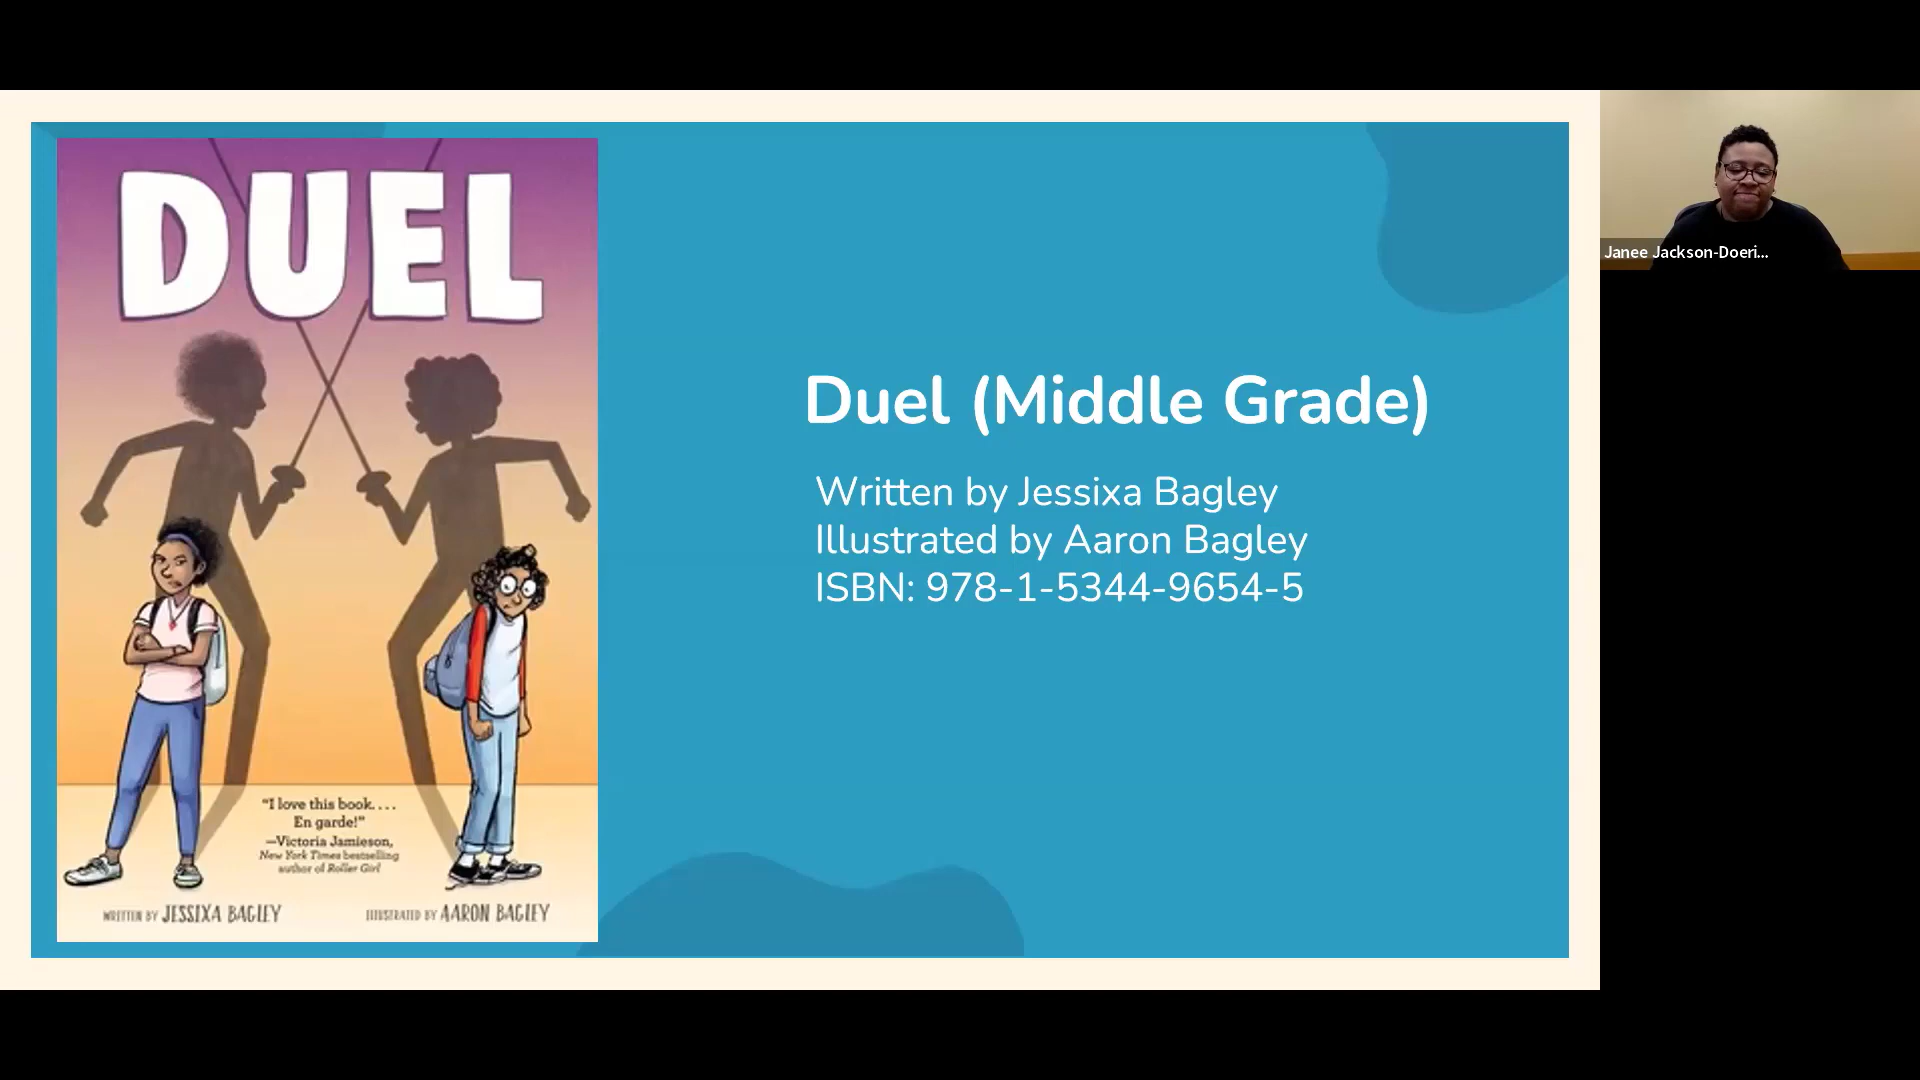 DUEL
"I love this book. . . .
En garde!"
—Victoria Jamieson,
New York Times bestselling
author of Roller Girl
WRITTEN BY JESSIXA BAGLEY
ILLUSTRATED BY AARON BAGLEY
Duel (Middle Grade)
Written by Jessixa Bagley
Illustrated by Aaron Bagley
ISBN: 978-1-5344-9654-5
Janee Jackson-Doeri...